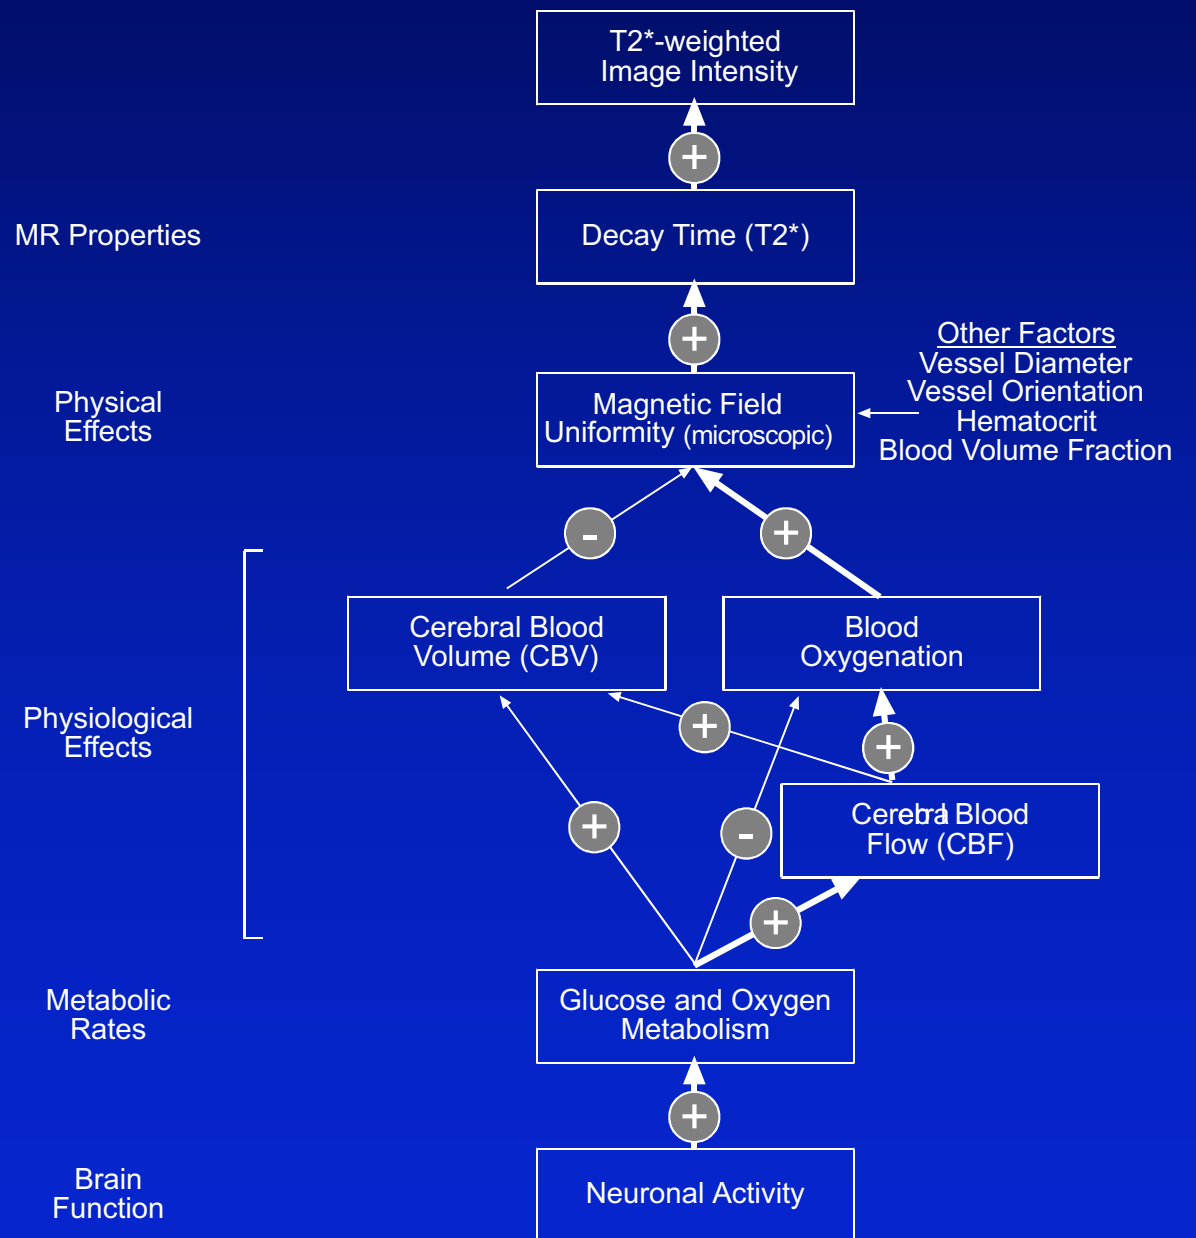 T2*-weighted
Image Intensity
+
MR Properties
Decay Time (T2*)
+
Other Factors
Vessel Diameter
Vessel Orientation
Hematocrit
Blood Volume Fraction
Physical
Effects
Magnetic Field
Uniformity (microscopic)
-
+
Cerebral Blood
Volume (CBV)
Blood
Oxygenation
Physiological
Effects
+
+
+
-
Cerebral Blood
Flow (CBF)
+
Metabolic
Rates
Glucose and Oxygen
Metabolism
+
Brain
Function
Neuronal Activity